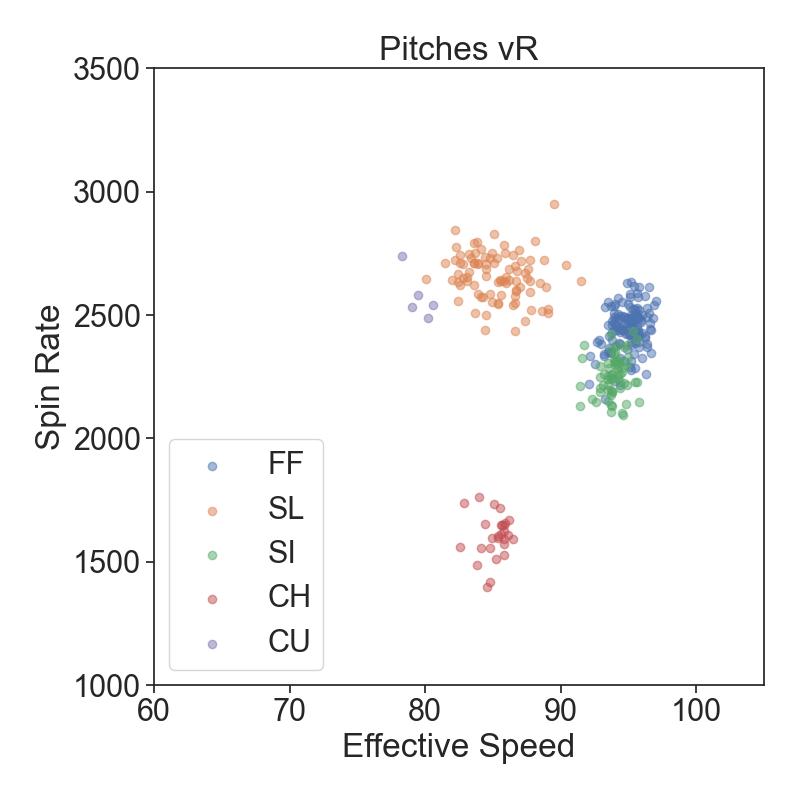 Pitches vR
3500
3000
2500
2000
1500
1000
Spin Rate
FF
SL
SI
CH
CU
60 70 80 90 100
Effective Speed